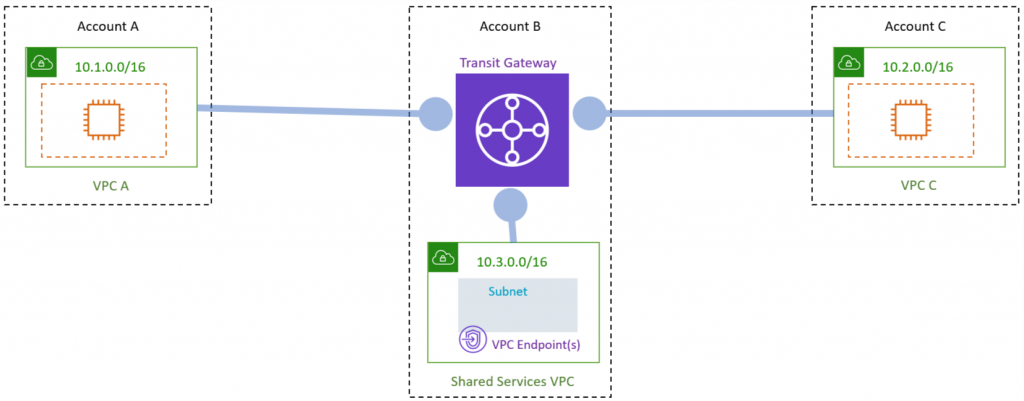 Account A
10.1.0.0/16
VPC A
Account B
Transit Gateway
10.3.0.0/16
Subnet
VPC Endpoint(s)
Shared Services VPC
Account C
10.2.0.0/16
VPC C